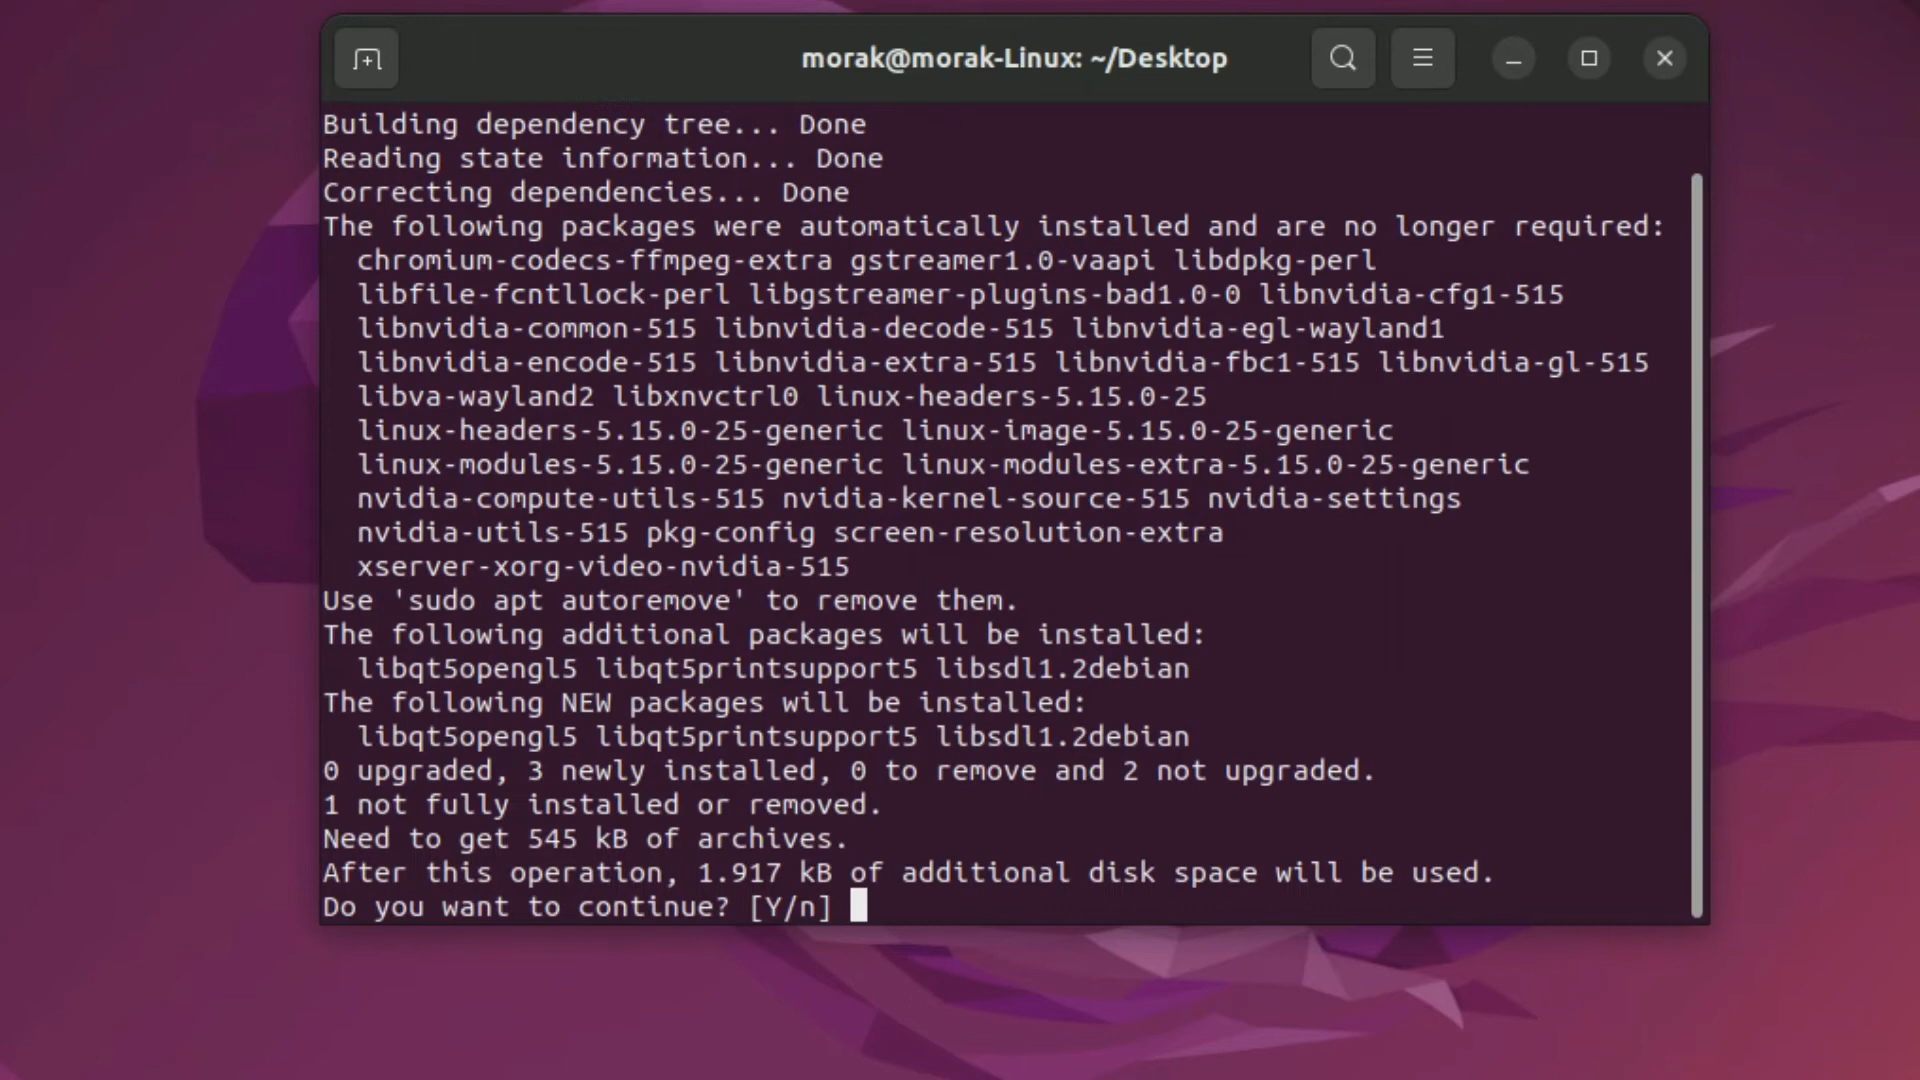 morak@morak-Linux: ~/Desktop
Building dependency tree... Done
Reading state information... Done
Correcting dependencies... Done
The following packages were automatically installed and are no longer required:
chromium-codecs-ffmpeg-extra gstreamer1.0-vaapi libdpkg-perl
libfile-fcntllock-perl libgstreamer-plugins-bad1.0-0 libnvidia-cfg1-515
libnvidia-common-515 libnvidia-decode-515 libnvidia-egl-wayland1
libnvidia-encode-515 libnvidia-extra-515 libnvidia-fbc1-515 libnvidia-gl-515
libva-wayland2 libxnvctrl0 linux-headers-5.15.0-25
linux-headers-5.15.0-25-generic linux-image-5.15.0-25-generic
linux-modules-5.15.0-25-generic linux-modules-extra-5.15.0-25-generic
nvidia-compute-utils-515 nvidia-kernel-source-515 nvidia-settings
nvidia-utils-515 pkg-config screen-resolution-extra
xserver-xorg-video-nvidia-515
Use 'sudo apt autoremove' to remove them.
The following additional packages will be installed:
libqt5opengl5 libqt5printsupport5 libsdl1.2debian
The following NEW packages will be installed:
libqt5opengl5 libqt5printsupport5 libsdl1.2debian
0 upgraded, 3 newly installed, 0 to remove and 2 not upgraded.
1 not fully installed or removed.
Need to get 545 kB of archives.
After this operation, 1.917 kB of additional disk space will be used.
Do you want to continue? [Y/n]